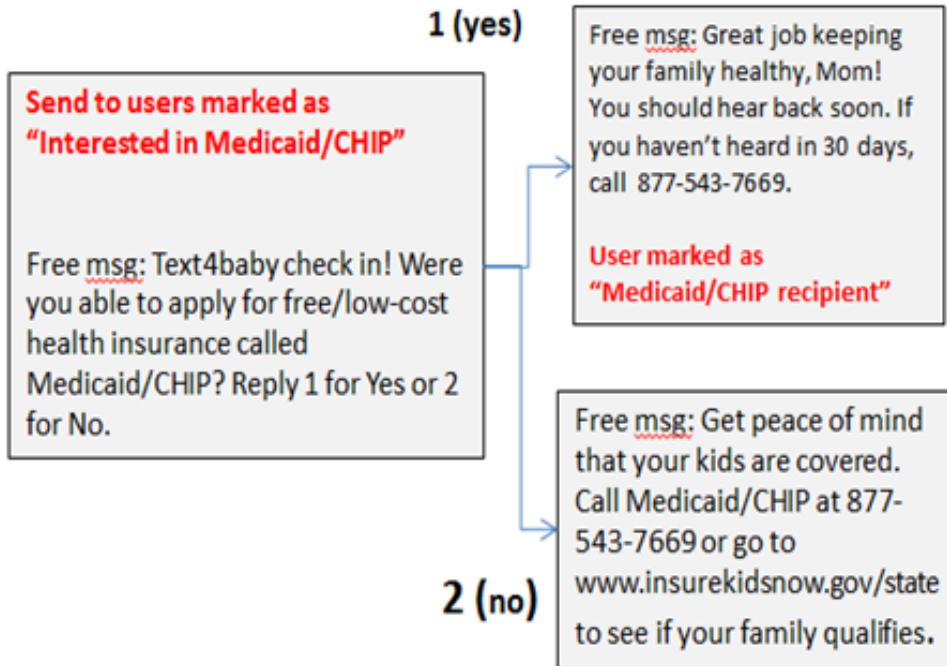 Send to users marked as
“Interested in Medicaid/CHIP”
Free msg: Text4baby check in! Were
you able to apply for free/low-cost
health insurance called
Medicaid/CHIP? Reply 1 for Yes or 2
for No.
1 (yes)
Free msg: Great job keeping
your family healthy, Mom!
You should hear back soon. If
you haven’t heard in 30 days,
call 877-543-7669.
User marked as
“Medicaid/CHIP recipient”
2 (no)
Free msg: Get peace of mind
that your kids are covered.
Call Medicaid/CHIP at 877-
543-7669 or go to
www.insurekidsnow.gov/state
to see if your family qualifies.